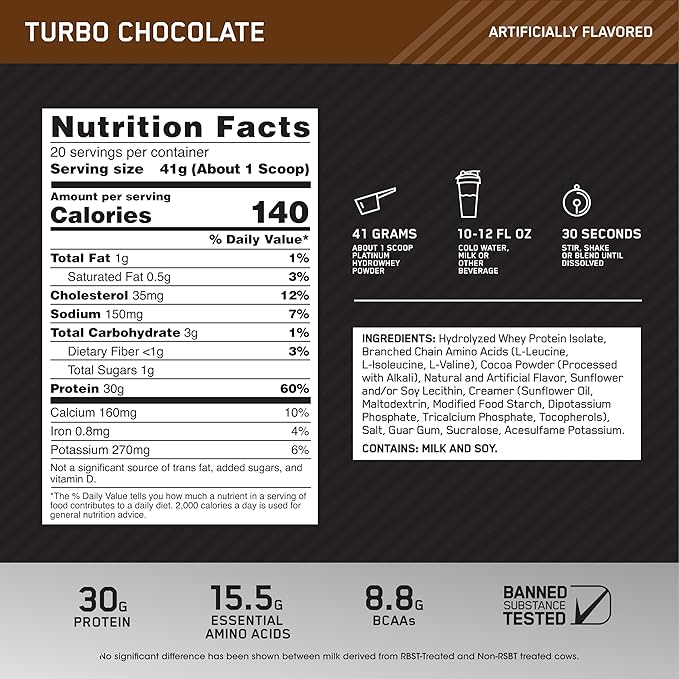 TURBO CHOCOLATE
ARTIFICIALLY FLAVORED
Nutrition Facts
20 servings per container
Serving size 41g (About 1 Scoop)
Amount per serving
Calories 140
% Daily Value*
Total Fat 1g 1%
Saturated Fat 0.5g 3%
Cholesterol 35mg 12%
Sodium 150mg 7%
Total Carbohydrate 3g 1%
Dietary Fiber <1g 3%
Total Sugars 1g
Protein 30g 60%
Calcium 160mg 10%
Iron 0.8mg 4%
Potassium 270mg 6%
Not a significant source of trans fat, added sugars, and
vitamin D.
*The % Daily Value tells you how much a nutrient in a serving of
food contributes to a daily diet. 2,000 calories a day is used for
general nutrition advice.
41 GRAMS
ABOUT 1 SCOOP
PLATINUM
HYDROWHEY
POWDER
10-12 FL OZ
COLD WATER,
MILK OR
OTHER
BEVERAGE
30 SECONDS
STIR, SHAKE
OR BLEND UNTIL
DISSOLVED
INGREDIENTS: Hydrolyzed Whey Protein Isolate,
Branched Chain Amino Acids (L-Leucine,
L-Isoleucine, L-Valine), Cocoa Powder (Processed
with Alkali), Natural and Artificial Flavor, Sunflower
and/or Soy Lecithin, Creamer (Sunflower Oil,
Maltodextrin, Modified Food Starch, Dipotassium
Phosphate, Tricalcium Phosphate, Tocopherols),
Salt, Guar Gum, Sucralose, Acesulfame Potassium.
CONTAINS: MILK AND SOY.
30G
PROTEIN
15.5G
ESSENTIAL
AMINO ACIDS
8.8G
BCAAs
BANNED
SUBSTANCE
TESTED
No significant difference has been shown between milk derived from RBST-Treated and Non-RSBT treated cows.